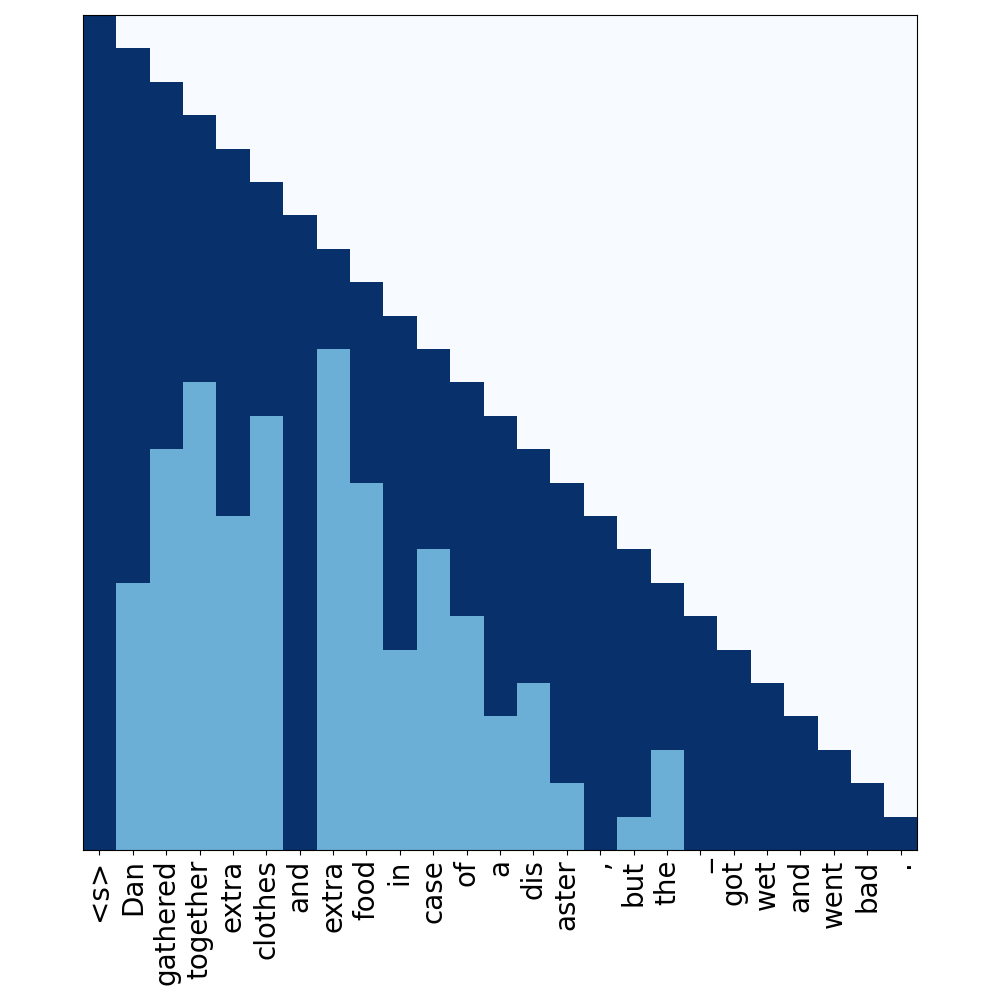 <s>
Dan
gathered
together
extra
clothes
and
extra
food
in
case
of
a
dis
aster
,
but
the
_
got
wet
and
went
bad
.